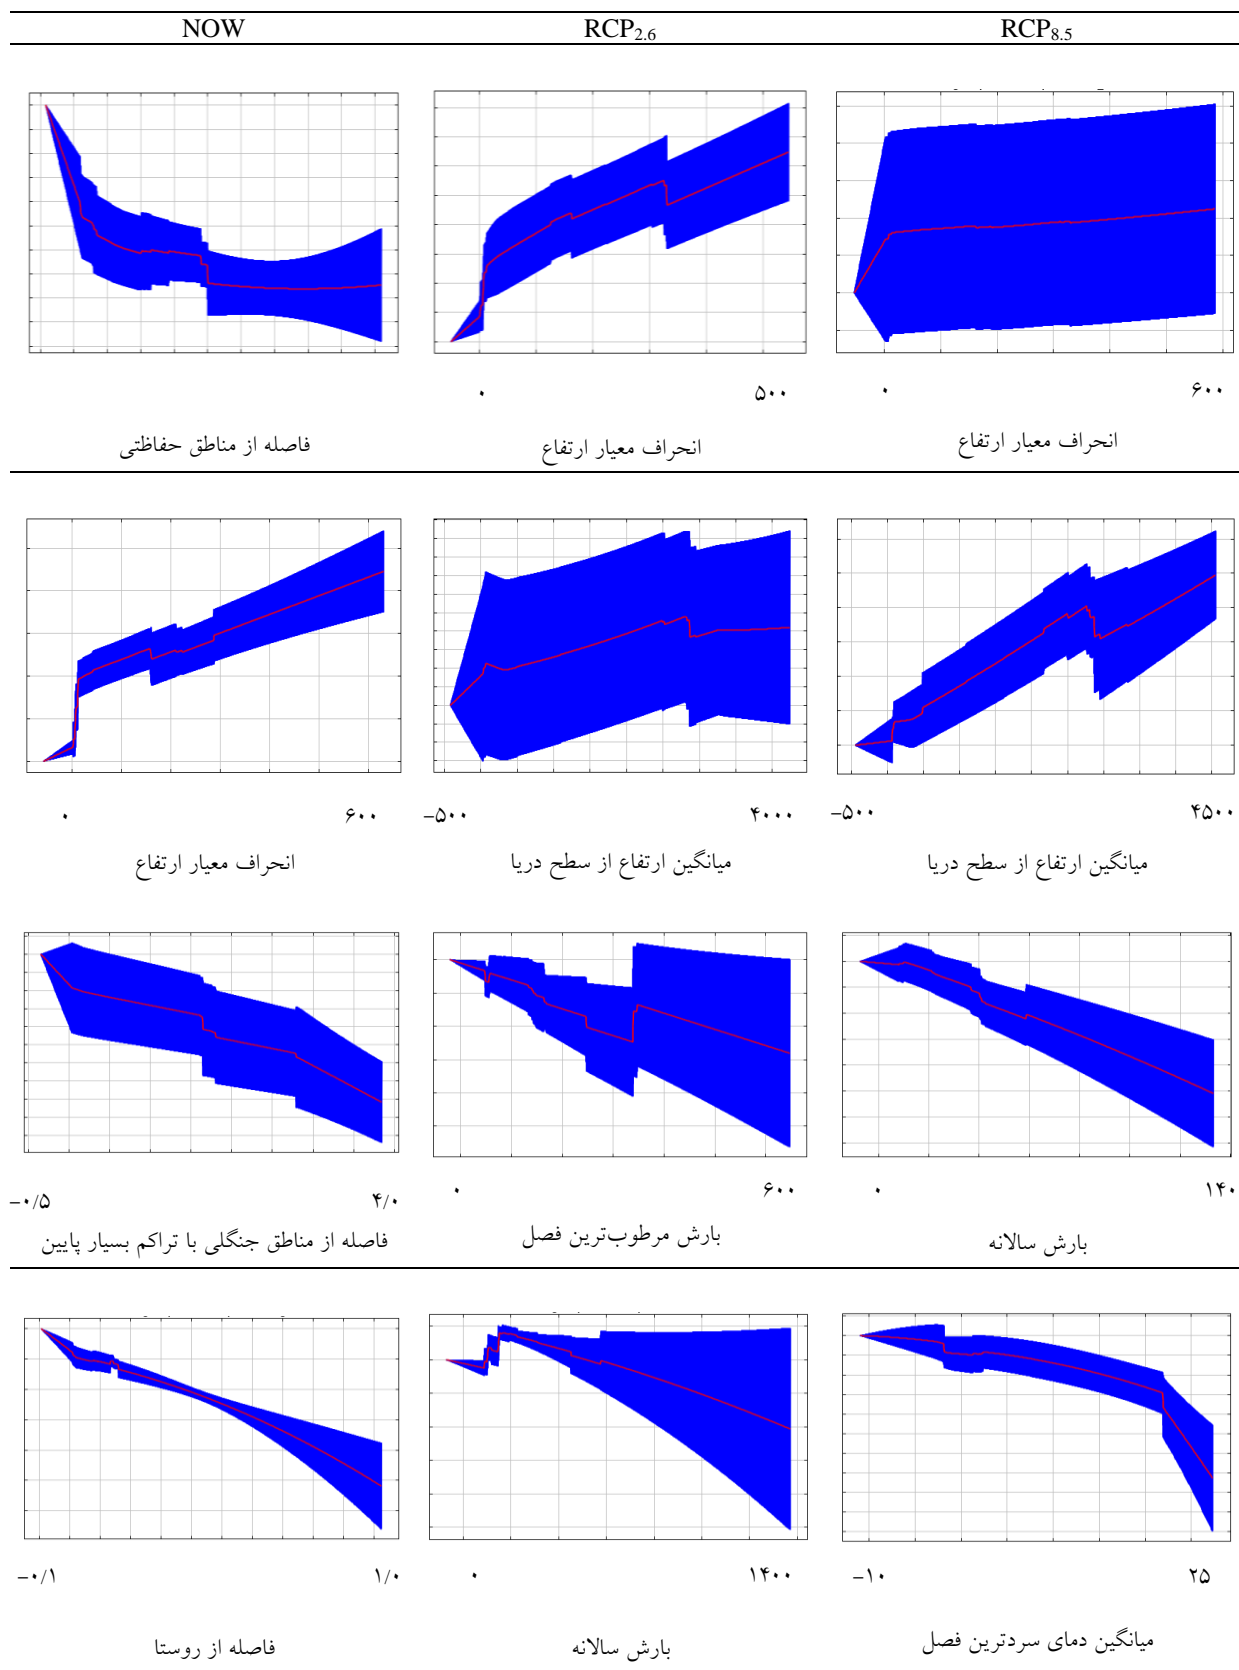 NOW RCP2.6 RCP8.5
۰ ۵۰۰ ۰ ۶۰۰
فاصله از مناطق حفاظتی انحراف معیار ارتفاع انحراف معیار ارتفاع
۰ ۶۰۰ −۵۰۰ ۴۰۰۰ −۵۰۰ ۴۵۰۰
انحراف معیار ارتفاع میانگین ارتفاع از سطح دریا میانگین ارتفاع از سطح دریا
−۰/۵ ۴/۰ ۰ ۶۰۰ ۰ ۱۴۰
فاصله از مناطق جنگلی با تراکم بسیار پایین بارش مرطوب‌ترین فصل بارش سالانه
−۰/۱ ۱/۰ ۰ ۱۴۰۰ −۱۰ ۲۵
فاصله از روستا بارش سالانه میانگین دمای سردترین فصل